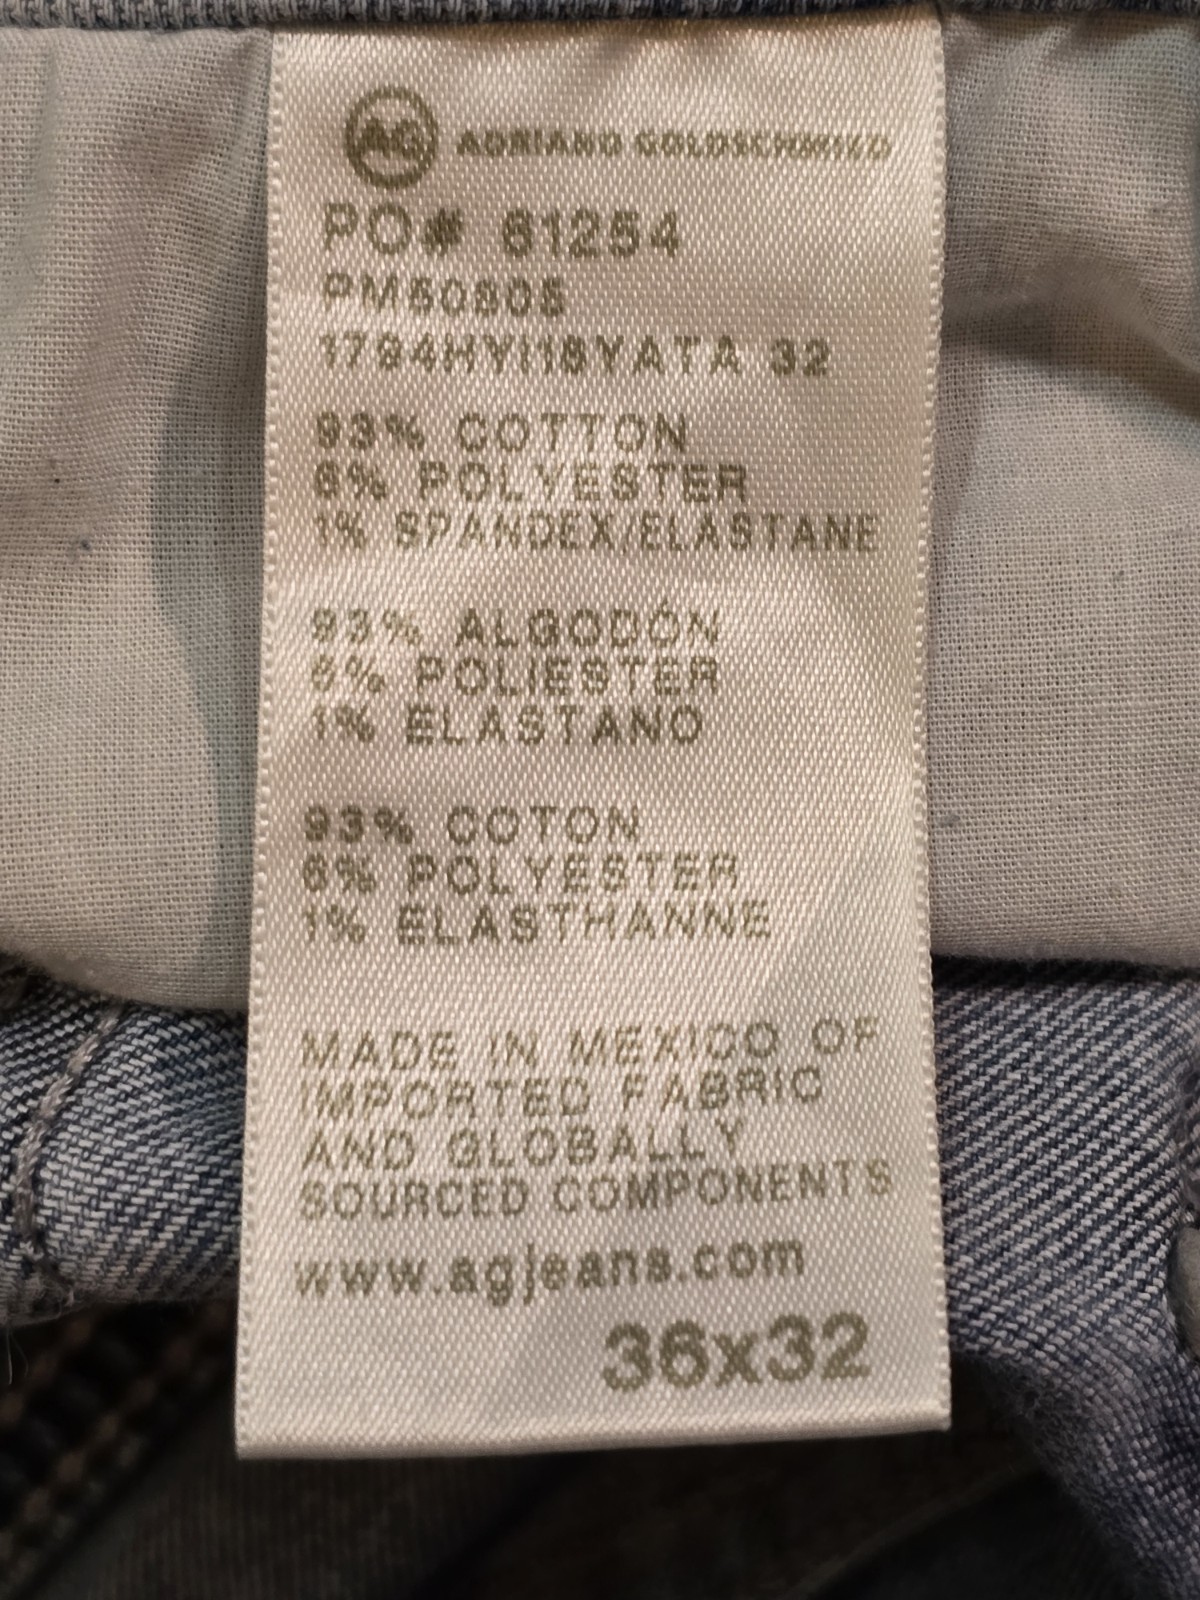 AG ADRIANO GOLDSCHMIED
PO# 61254
PM50805
1794HYI18YATA 32
93% COTTON
6% POLYESTER
1% SPANDEX/ELASTANE
93% ALGODÓN
6% POLIESTER
1% ELASTANO
93% COTON
6% POLYESTER
1% ELASTHANNE
MADE IN MEXICO OF
IMPORTED FABRIC
AND GLOBALLY
SOURCED COMPONENTS
www.agjeans.com
36x32